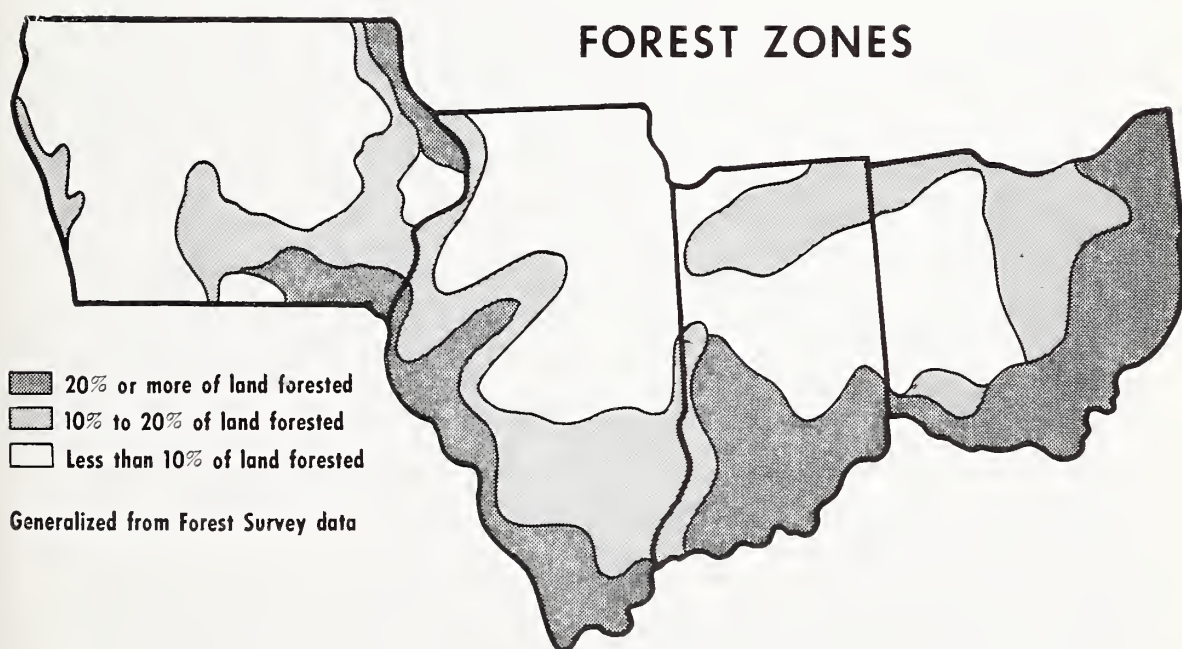 FOREST ZONES
20% or more of land forested
10% to 20% of land forested
Less than 10% of land forested
Generalized from Forest Survey data